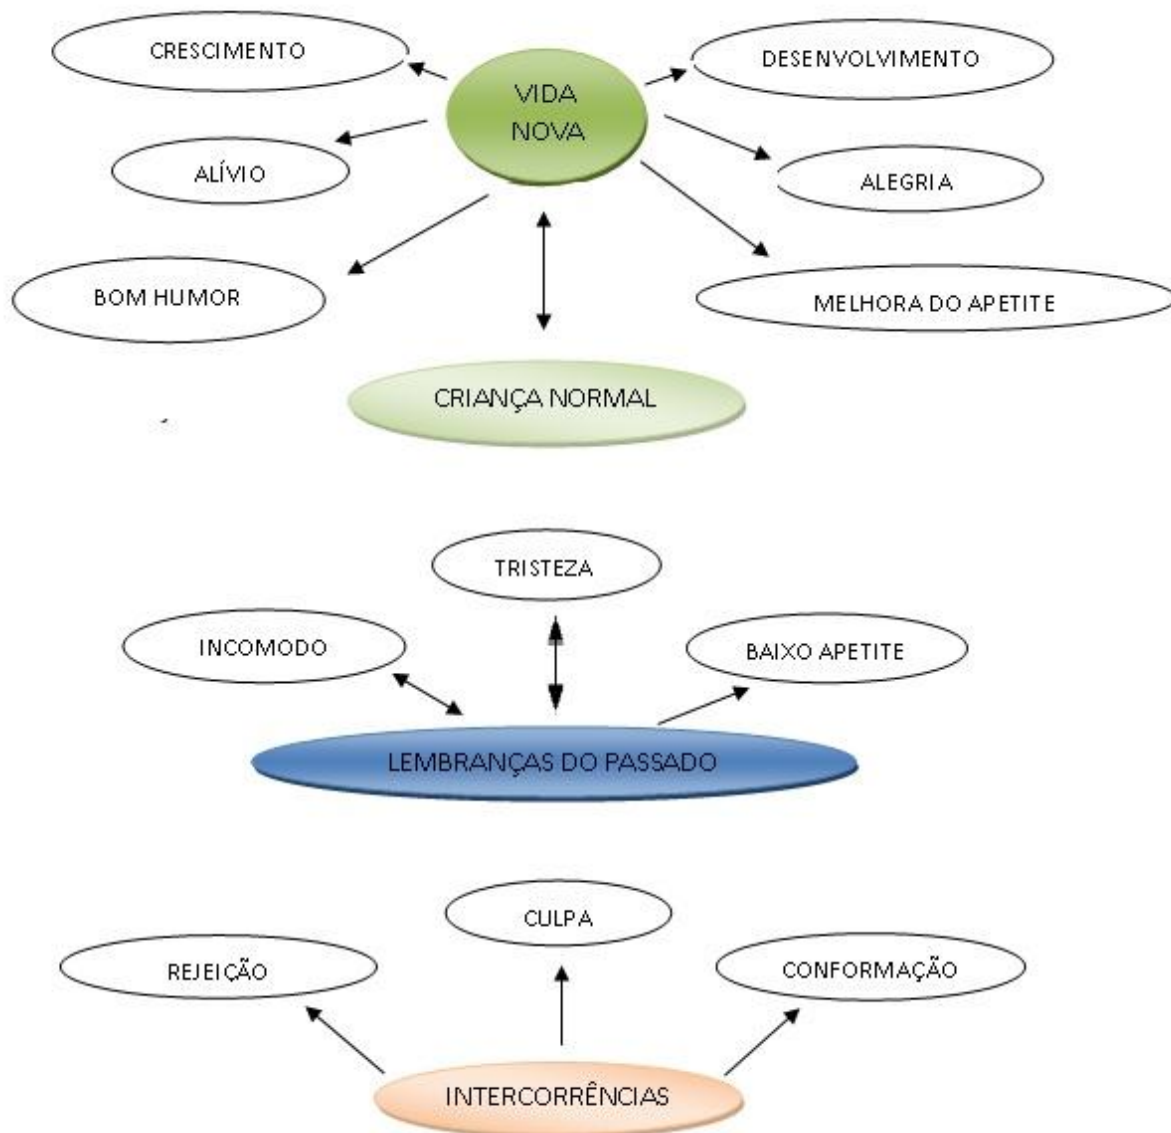 CRESCIMENTO
DESENVOLVIMENTO
VIDA
NOVA
ALÍVIO
ALEGRIA
BOM HUMOR
MELHORA DO APETITE
CRIANÇA NORMAL
TRISTEZA
INCOMODO
BAIXO APETITE
LEMBRANÇAS DO PASSADO
CULPA
REJEIÇÃO
CONFORMAÇÃO
INTERCORRÊNCIAS